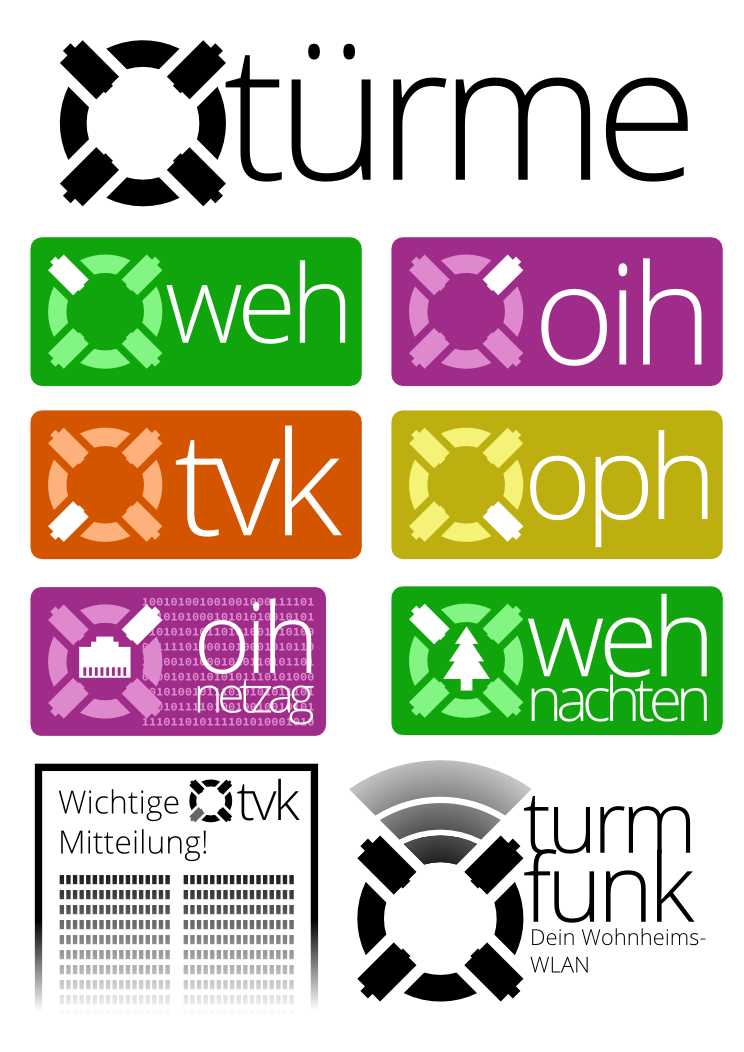 türme
weh
oih
tvk
oph
oih
netzag
weh
nachten
Wichtige tvk
Mitteilung!
turm
funk
Dein Wohnheims-
WLAN